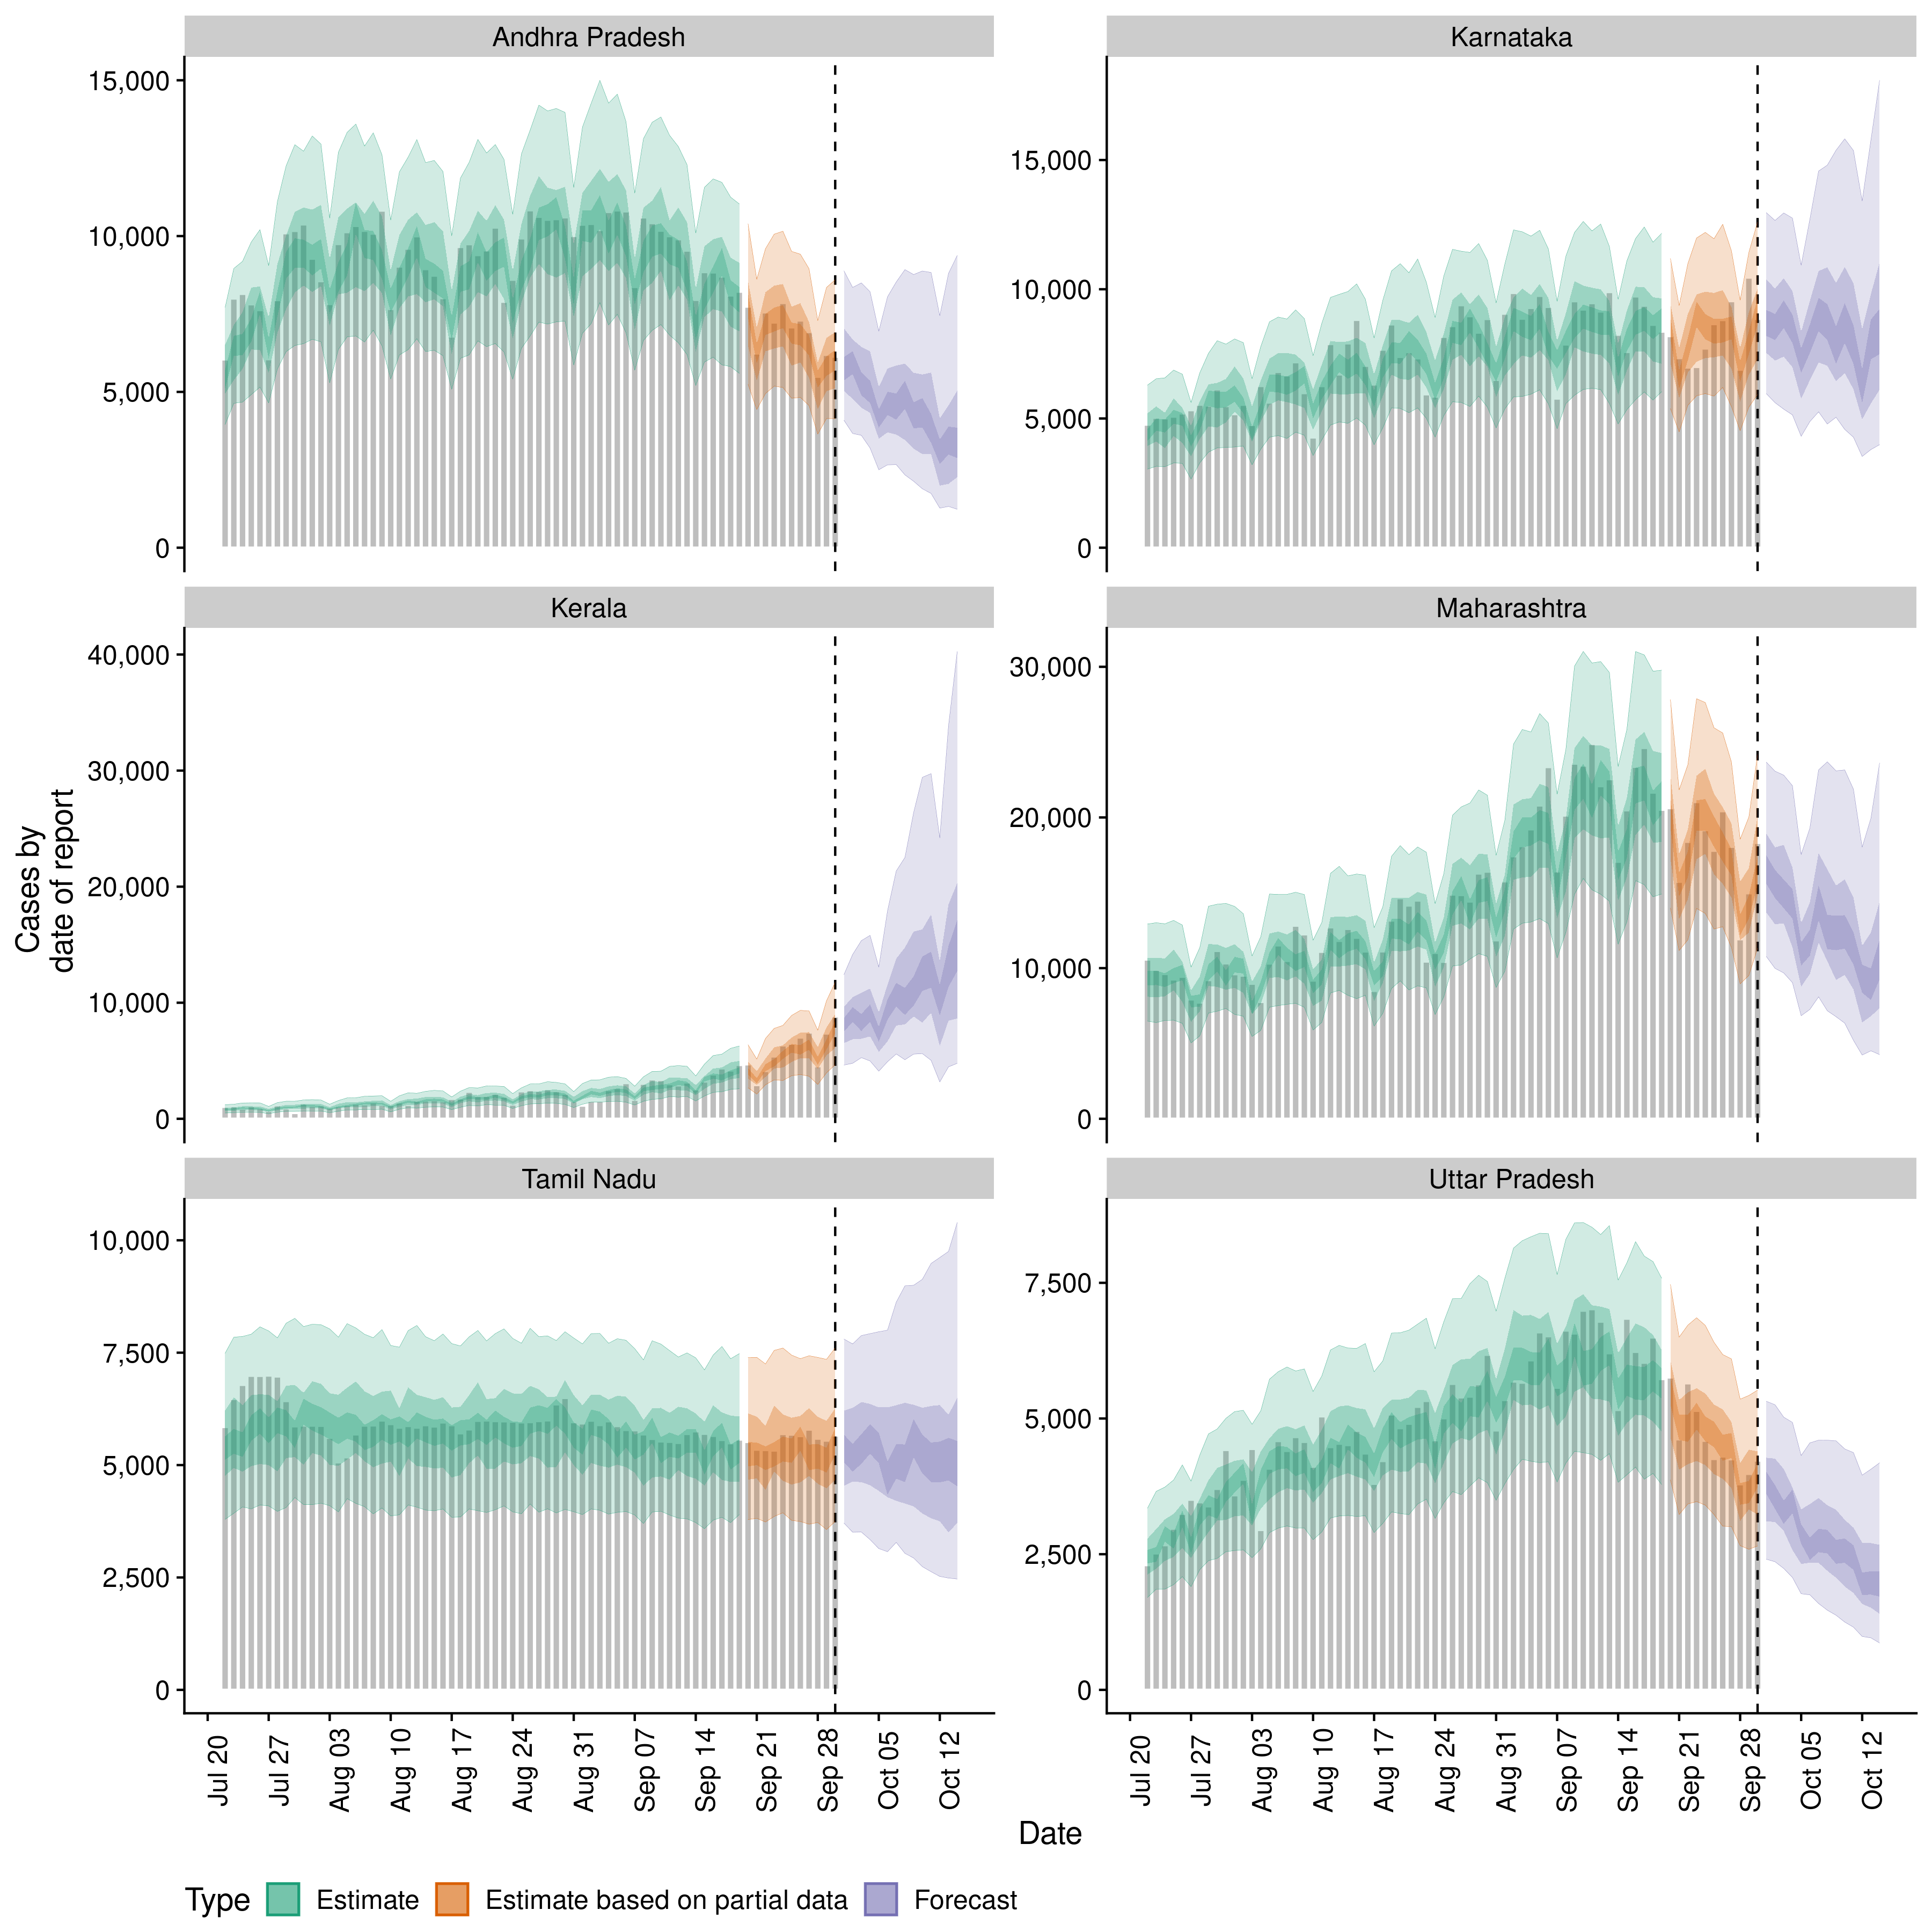 Andhra Pradesh
Karnataka
15,000
10,000
5,000
0
15,000
10,000
5,000
0
Kerala
Maharashtra
40,000
30,000
20,000
10,000
0
30,000
20,000
10,000
0
Cases by
date of report
Tamil Nadu
Uttar Pradesh
10,000
7,500
5,000
2,500
0
7,500
5,000
2,500
0
Jul 20
Jul 27
Aug 03
Aug 10
Aug 17
Aug 24
Aug 31
Sep 07
Sep 14
Sep 21
Sep 28
Oct 05
Oct 12
Jul 20
Jul 27
Aug 03
Aug 10
Aug 17
Aug 24
Aug 31
Sep 07
Sep 14
Sep 21
Sep 28
Oct 05
Oct 12
Date
Type Estimate Estimate based on partial data Forecast